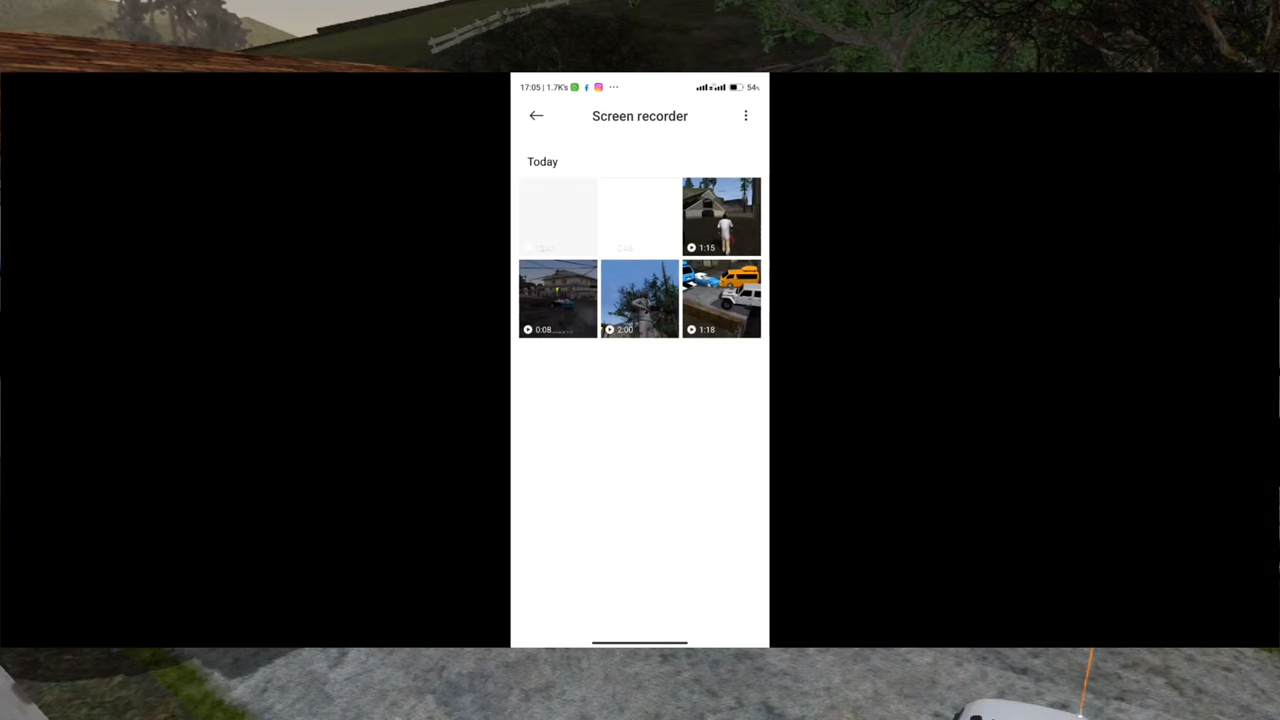 17:05 | 1.7K/s ··· 54%
Screen recorder
Today
1:15
0:08 2:00 1:18